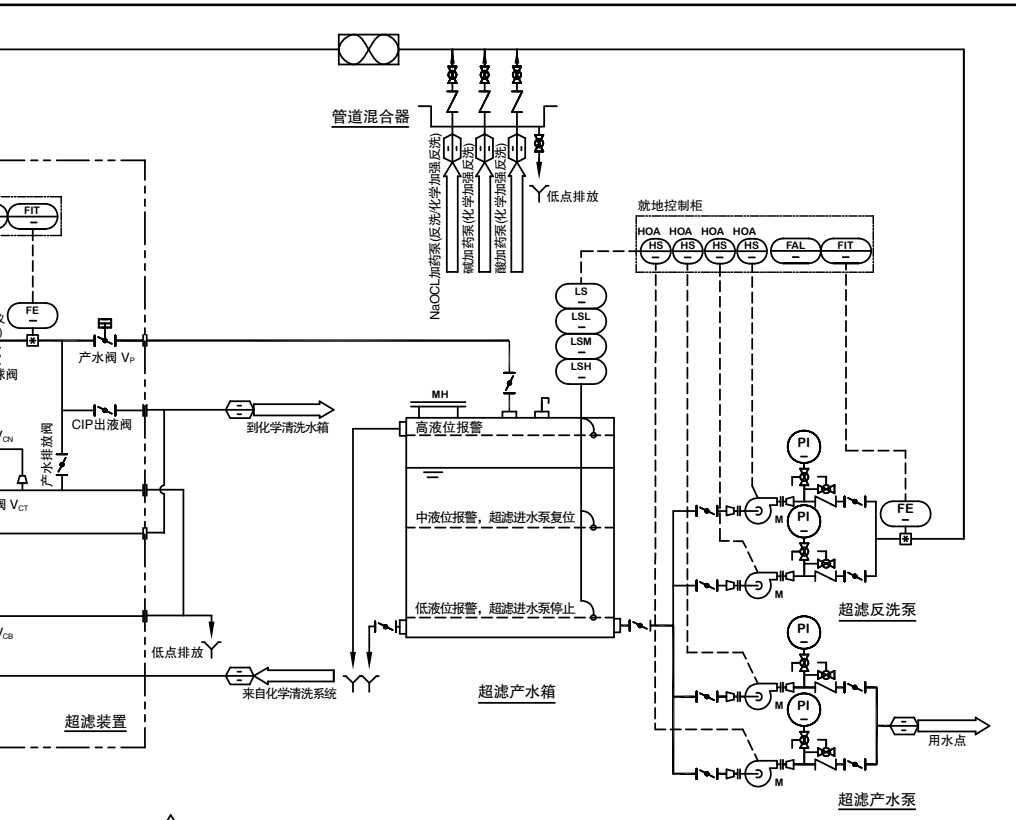 管道混合器
NaOCL加药泵(反洗/化学加强反洗)
碱加药泵(化学加强反洗)
酸加药泵(化学加强反洗)
低点排放
就地控制柜
HOA HOA HOA HOA
HS HS HS HS FAL FIT
FIT
FE
产水阀 VP
CIP出液阀
产水排放阀
VCN
阀 VCT
VCB
到化学清洗水箱
低点排放
来自化学清洗系统
超滤装置
LS
LSL
LSM
LSH
MH
高液位报警
中液位报警，超滤进水泵复位
低液位报警，超滤进水泵停止
超滤产水箱
PI
M
PI
M
FE
超滤反洗泵
PI
M
PI
M
用水点
超滤产水泵